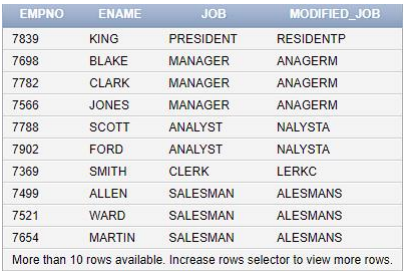 EMPNO ENAME JOB MODIFIED_JOB
7839 KING PRESIDENT RESIDENTP
7698 BLAKE MANAGER ANAGERM
7782 CLARK MANAGER ANAGERM
7566 JONES MANAGER ANAGERM
7788 SCOTT ANALYST NALYSTA
7902 FORD ANALYST NALYSTA
7369 SMITH CLERK LERKC
7499 ALLEN SALESMAN ALESMANS
7521 WARD SALESMAN ALESMANS
7654 MARTIN SALESMAN ALESMANS
More than 10 rows available. Increase rows selector to view more rows.